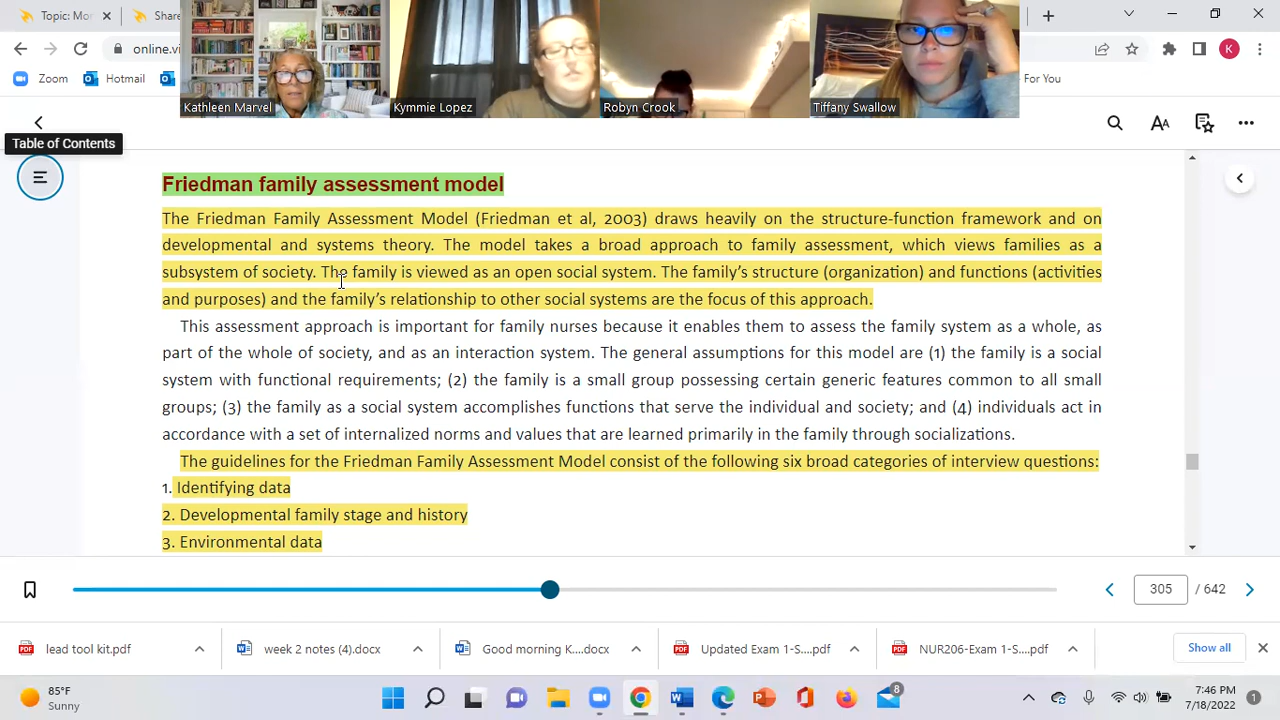 Topic: Mor
Share
online.vi
Zoom
Hotmail
For You
K
Kathleen Marvel
Kymmie Lopez
Robyn Crook
Tiffany Swallow
Table of Contents
AA
Friedman family assessment model
The Friedman Family Assessment Model (Friedman et al, 2003) draws heavily on the structure-function framework and on
developmental and systems theory. The model takes a broad approach to family assessment, which views families as a
subsystem of society. The family is viewed as an open social system. The family's structure (organization) and functions (activities
and purposes) and the family's relationship to other social systems are the focus of this approach.
This assessment approach is important for family nurses because it enables them to assess the family system as a whole, as
part of the whole of society, and as an interaction system. The general assumptions for this model are (1) the family is a social
system with functional requirements; (2) the family is a small group possessing certain generic features common to all small
groups; (3) the family as a social system accomplishes functions that serve the individual and society; and (4) individuals act in
accordance with a set of internalized norms and values that are learned primarily in the family through socializations.
The guidelines for the Friedman Family Assessment Model consist of the following six broad categories of interview questions:
1. Identifying data
2. Developmental family stage and history
3. Environmental data
305 / 642
lead tool kit.pdf
week 2 notes (4).docx
Good morning K....docx
Updated Exam 1-S....pdf
NUR206-Exam 1-S....pdf
Show all
85°F
Sunny
8
7:46 PM
7/18/2022
1